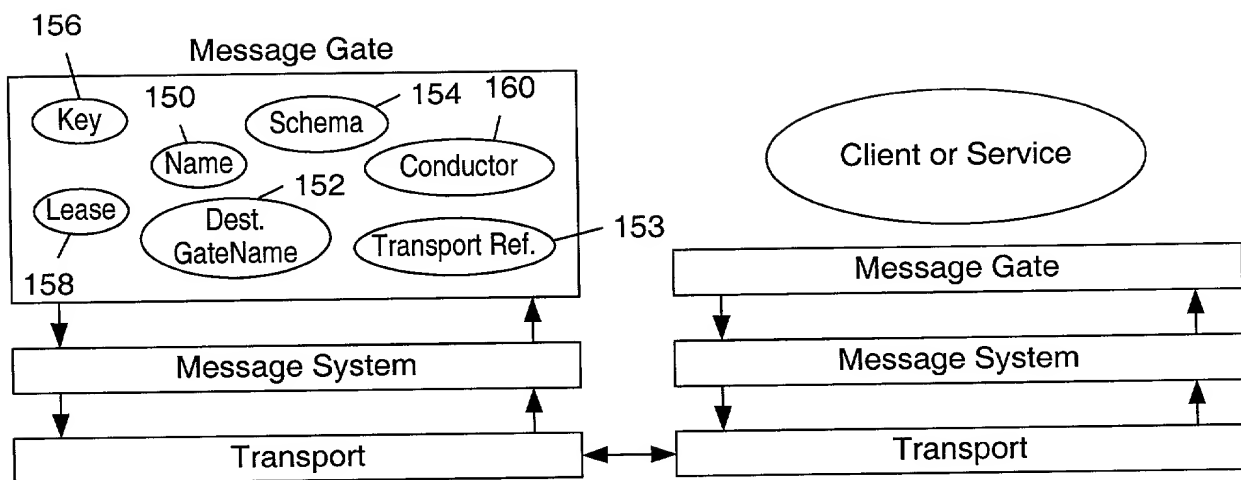 156
Message Gate
150
154
160
Key
Schema
Name
Conductor
Client or Service
152
Lease
Dest.
GateName
Transport Ref.
153
158
Message Gate
Message System
Message System
Transport
Transport